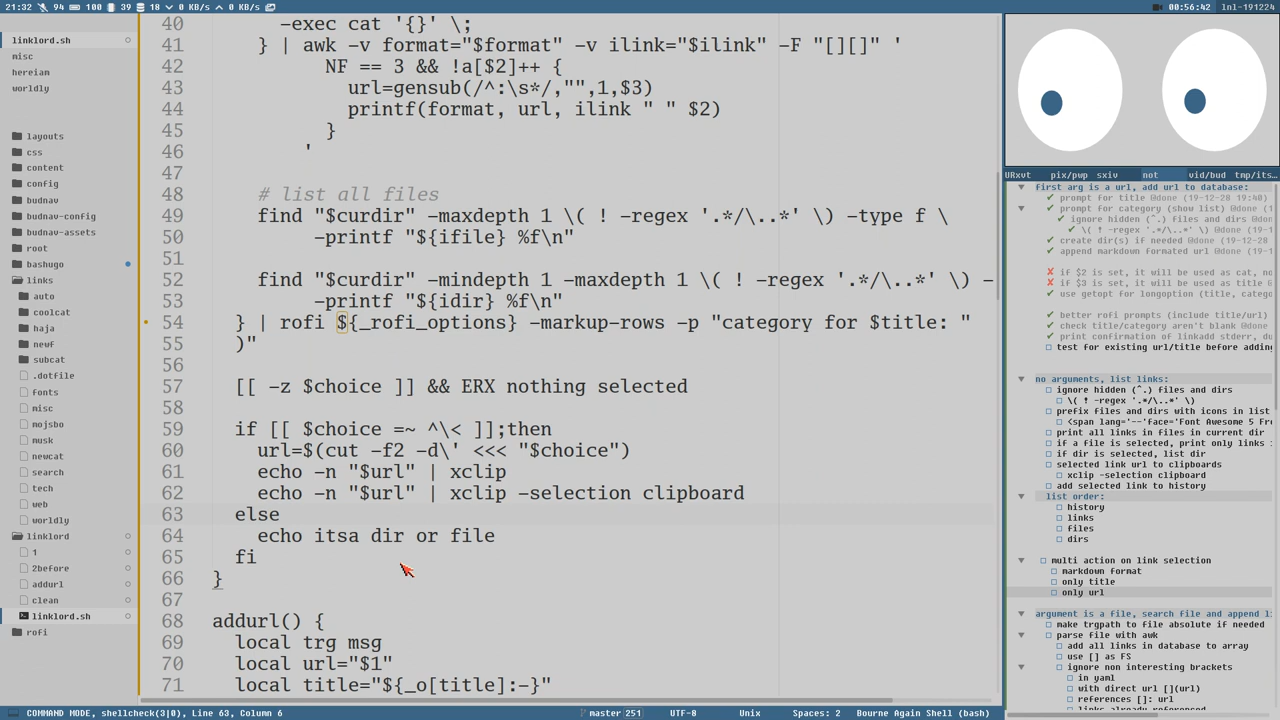 21:32 94 100 39 18 0 KB/s 0 KB/s 00:56:42 lnl-191224
linklord.sh
misc
hereiam
worldly
layouts
css
content
config
budnav
budnav-config
budnav-assets
root
bashugo
links
auto
coolcat
haja
newf
subcat
.dotfile
fonts
misc
mojsbo
musk
newcat
search
tech
web
worldly
linklord
1
2before
addurl
clean
linklord.sh
rofi
40 -exec cat '{}' \;
41 } | awk -v format="$format" -v ilink="$ilink" -F "[][]" '
42 NF == 3 && !a[$2]++ {
43 url=gensub(/^:\s*/,"",1,$3)
44 printf(format, url, ilink " " $2)
45 }
46 '
47
48 # list all files
49 find "$curdir" -maxdepth 1 \( ! -regex '.*/\..*' \) -type f \
50 -printf "${ifile} %f\n"
51
52 find "$curdir" -mindepth 1 -maxdepth 1 \( ! -regex '.*/\..*' \) -
53 -printf "${idir} %f\n"
54 } | rofi ${_rofi_options} -markup-rows -p "category for $title: "
55 )"
56
57 [[ -z $choice ]] && ERX nothing selected
58
59 if [[ $choice =~ ^\< ]];then
60 url=$(cut -f2 -d\' <<< "$choice")
61 echo -n "$url" | xclip
62 echo -n "$url" | xclip -selection clipboard
63 else
64 echo itsa dir or file
65 fi
66 }
67
68 addurl() {
69 local trg msg
70 local url="$1"
71 local title="${_o[title]:-}"
URxvt pix/pwp sxiv not vid/bud tmp/its…
first arg is a url, add url to database:
✔ prompt for title @done (19-12-28 19:40)
✔ prompt for category (show list) @done (1
✔ ignore hidden (^.) files and dirs @don
✔ \( ! -regex '.*/\..*' \) @done (19-1
✔ create dir(s) if needed @done (19-12-28
✔ append markdown formated url @done (19-1
✘ if $2 is set, it will be used as cat, no
✘ if $3 is set, it will be used as title @
✔ use getopt for longoption (title, catego
✔ better rofi prompts (include title/url)
✔ check title/category aren't blank @done
✔ print confirmation of linkadd stderr, du
☐ test for existing url/title before adding
no arguments, list links:
☐ ignore hidden (^.) files and dirs
☐ \( ! -regex '.*/\..*' \)
☐ prefix files and dirs with icons in list
☐ <span lang='--'face='Font Awesome 5 Fr
☐ print all links in files in current dir
☐ if a file is selected, print only links
☐ if dir is selected, list dir
☐ selected link url to clipboards
☐ xclip -selection clipboard
☐ add selected link to history
list order:
☐ history
☐ links
☐ files
☐ dirs
☐ multi action on link selection
☐ markdown format
☐ only title
☐ only url
argument is a file, search file and append l
☐ make trgpath to file absolute if needed
☐ parse file with awk
☐ add all links in database to array
☐ use [] as FS
☐ ignore non interesting brackets
☐ in yaml
☐ with direct url [](url)
☐ references []: url
☐ links already referenced
COMMAND MODE, shellcheck(3|0), Line 63, Column 6 master 251 UTF-8 Unix Spaces: 2 Bourne Again Shell (bash)